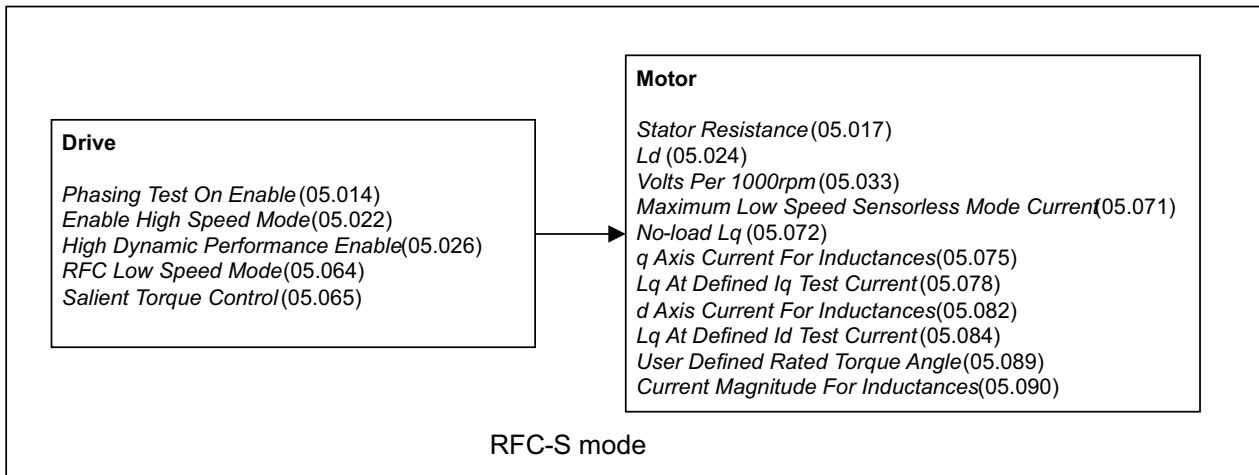 Drive
Phasing Test On Enable(05.014)
Enable High Speed Mode(05.022)
High Dynamic Performance Enable(05.026)
RFC Low Speed Mode(05.064)
Salient Torque Control(05.065)
Motor
Stator Resistance(05.017)
Ld (05.024)
Volts Per 1000rpm(05.033)
Maximum Low Speed Sensorless Mode Current(05.071)
No-load Lq (05.072)
q Axis Current For Inductances(05.075)
Lq At Defined Iq Test Current(05.078)
d Axis Current For Inductances(05.082)
Lq At Defined Id Test Current(05.084)
User Defined Rated Torque Angle(05.089)
Current Magnitude For Inductances(05.090)
RFC-S mode